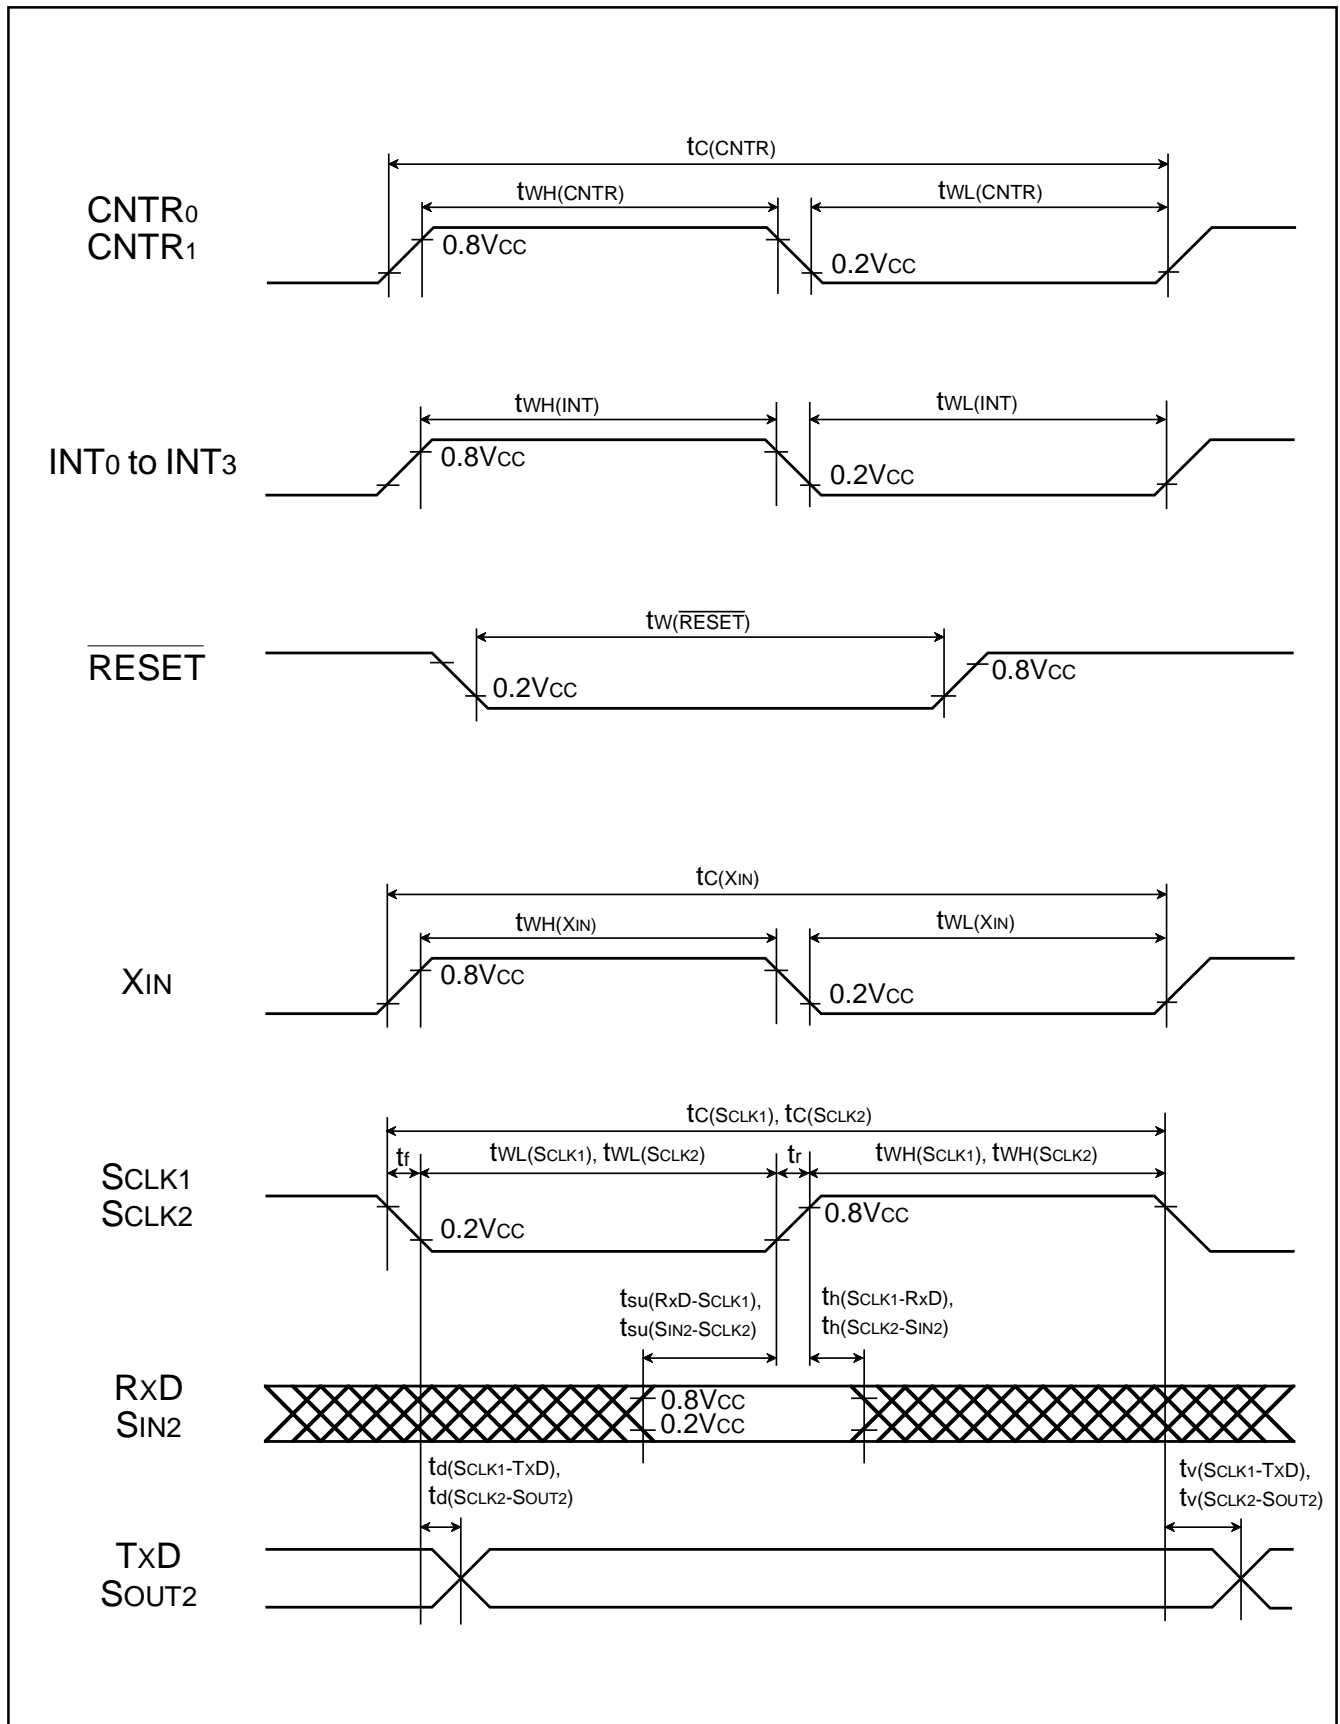 tC(CNTR)
tWH(CNTR) tWL(CNTR)
CNTR0
CNTR1
0.8VCC
0.2VCC
tWH(INT) tWL(INT)
INT0 to INT3
0.8VCC
0.2VCC
tW(RESET)
RESET
0.2VCC
0.8VCC
tC(XIN)
tWH(XIN) tWL(XIN)
XIN
0.8VCC
0.2VCC
tC(SCLK1), tC(SCLK2)
tf tWL(SCLK1), tWL(SCLK2) tr tWH(SCLK1), tWH(SCLK2)
SCLK1
SCLK2
0.2VCC
0.8VCC
tsu(RxD-SCLK1),
tsu(SIN2-SCLK2)
th(SCLK1-RxD),
th(SCLK2-SIN2)
RXD
SIN2
0.8VCC
0.2VCC
td(SCLK1-TXD),
td(SCLK2-SOUT2)
tv(SCLK1-TXD),
tv(SCLK2-SOUT2)
TXD
SOUT2